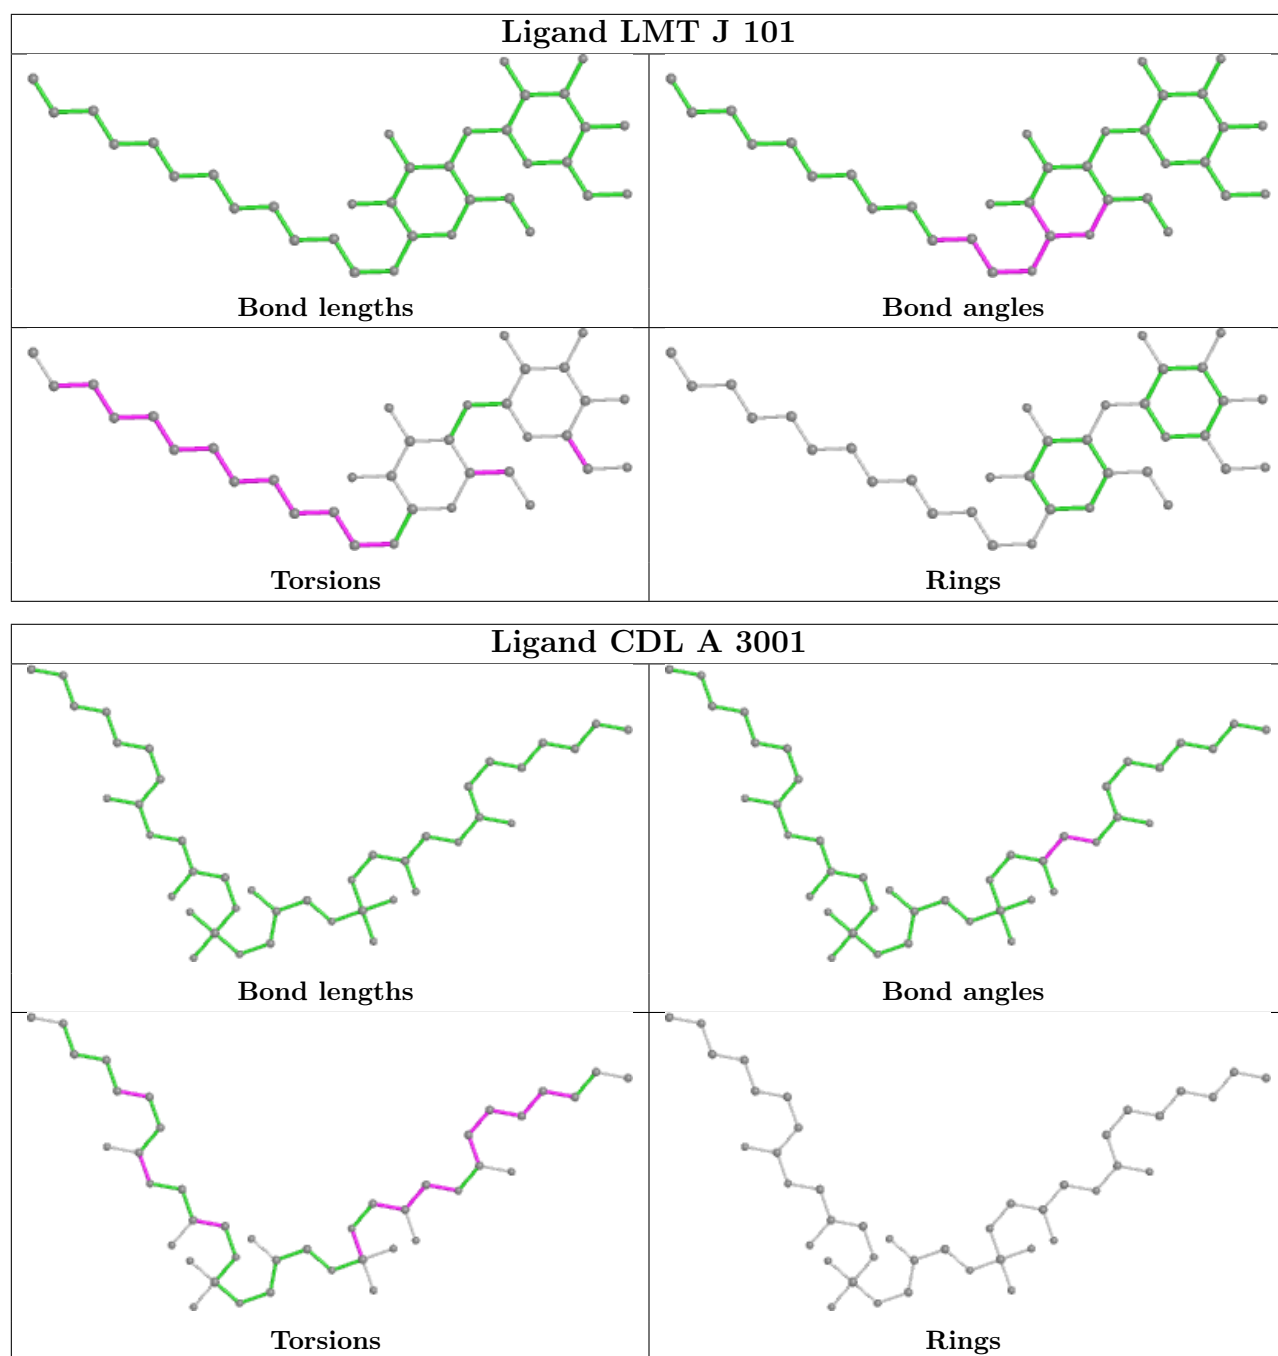 Ligand LMT J 101
Bond lengths
Bond angles
Torsions
Rings
Ligand CDL A 3001
Bond lengths
Bond angles
Torsions
Rings